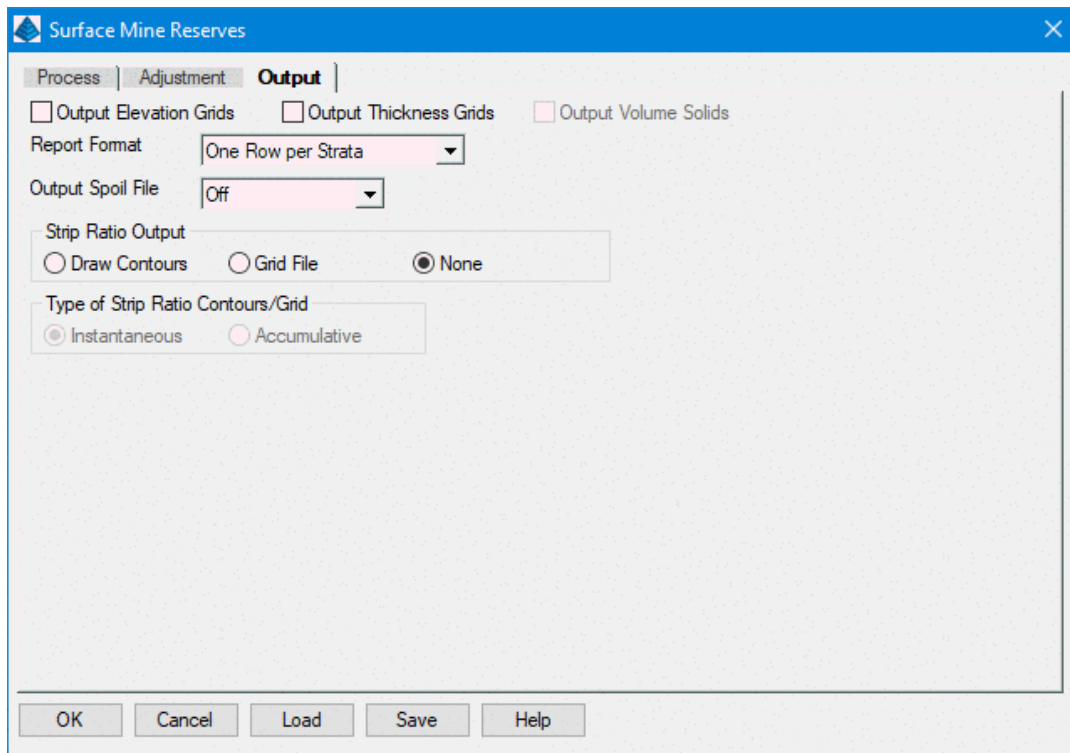 Surface Mine Reserves
Process Adjustment Output
Output Elevation Grids Output Thickness Grids Output Volume Solids
Report Format One Row per Strata
Output Spoil File Off
Strip Ratio Output
Draw Contours Grid File None
Type of Strip Ratio Contours/Grid
Instantaneous Accumulative
OK Cancel Load Save Help